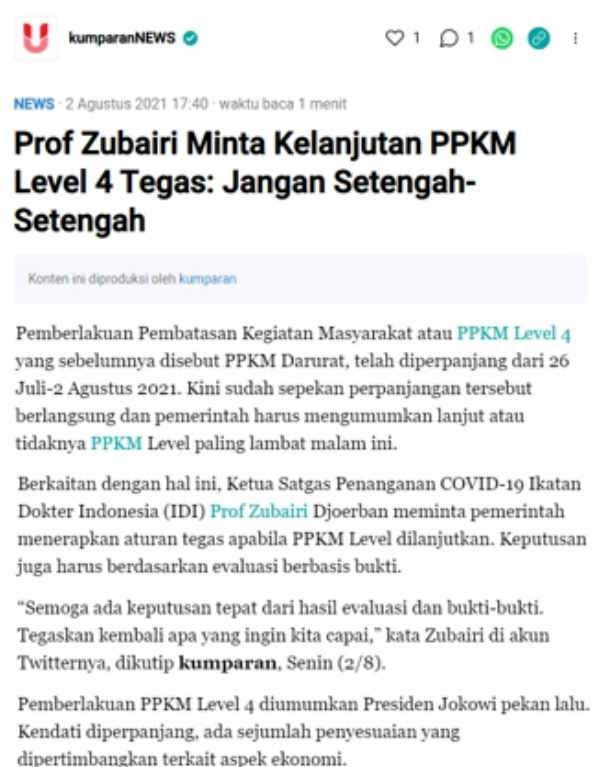 kumparanNEWS
1
1
NEWS · 2 Agustus 2021 17:40 · waktu baca 1 menit
Prof Zubairi Minta Kelanjutan PPKM
Level 4 Tegas: Jangan Setengah-
Setengah
Konten ini diproduksi oleh kumparan
Pemberlakuan Pembatasan Kegiatan Masyarakat atau PPKM Level 4
yang sebelumnya disebut PPKM Darurat, telah diperpanjang dari 26
Juli-2 Agustus 2021. Kini sudah sepekan perpanjangan tersebut
berlangsung dan pemerintah harus mengumumkan lanjut atau
tidaknya PPKM Level paling lambat malam ini.
Berkaitan dengan hal ini, Ketua Satgas Penanganan COVID-19 Ikatan
Dokter Indonesia (IDI) Prof Zubairi Djoerban meminta pemerintah
menerapkan aturan tegas apabila PPKM Level dilanjutkan. Keputusan
juga harus berdasarkan evaluasi berbasis bukti.
"Semoga ada keputusan tepat dari hasil evaluasi dan bukti-bukti.
Tegaskan kembali apa yang ingin kita capai," kata Zubairi di akun
Twitternya, dikutip kumparan, Senin (2/8).
Pemberlakuan PPKM Level 4 diumumkan Presiden Jokowi pekan lalu.
Kendati diperpanjang, ada sejumlah penyesuaian yang
dipertimbangkan terkait aspek ekonomi.